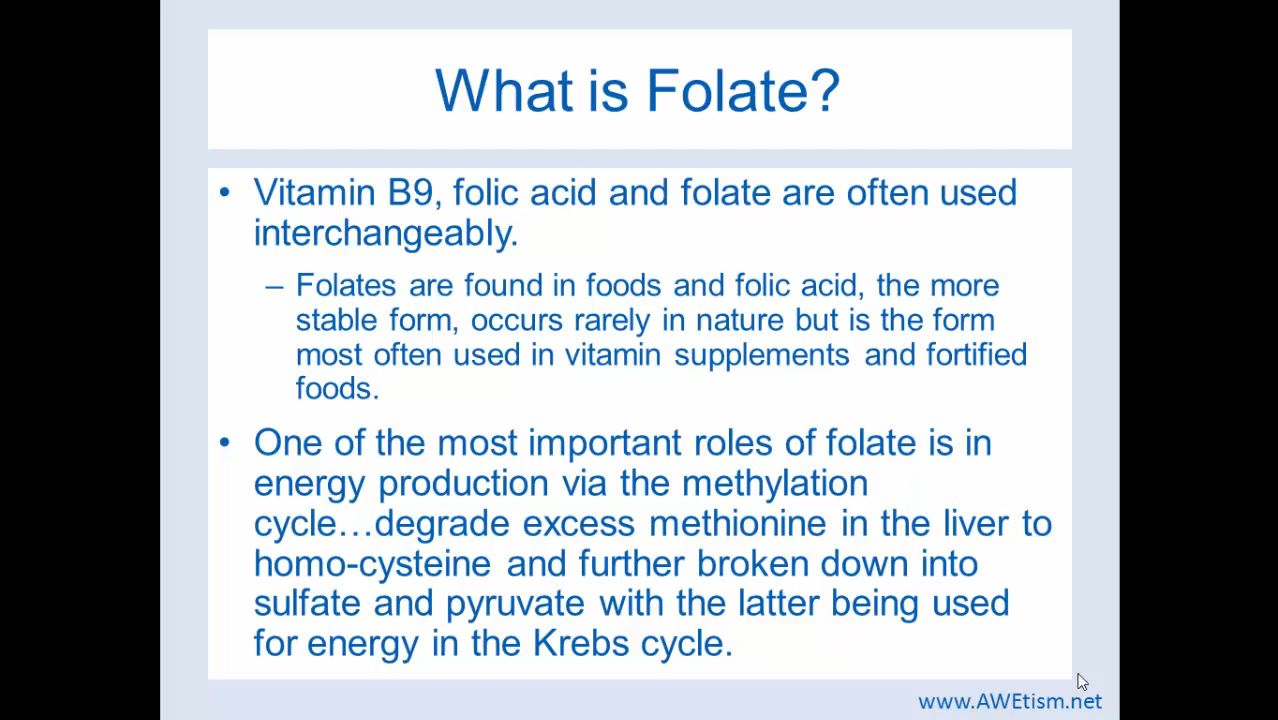 What is Folate?
• Vitamin B9, folic acid and folate are often used
interchangeably.
– Folates are found in foods and folic acid, the more
stable form, occurs rarely in nature but is the form
most often used in vitamin supplements and fortified
foods.
• One of the most important roles of folate is in
energy production via the methylation
cycle…degrade excess methionine in the liver to
homo-cysteine and further broken down into
sulfate and pyruvate with the latter being used
for energy in the Krebs cycle.
www.AWEtism.net